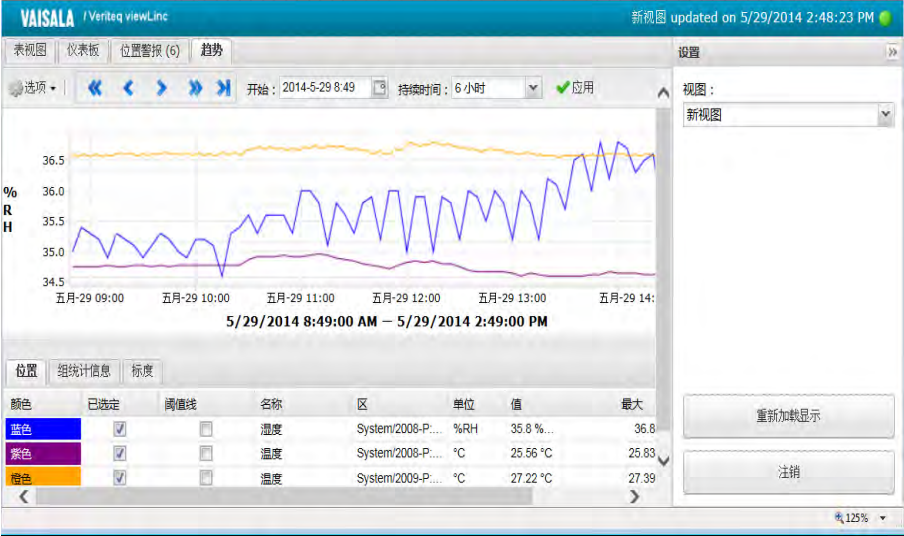 VAISALA / Veriteq viewLinc
新视图 updated on 5/29/2014 2:48:23 PM
表视图 仪表板 位置警报 (6) 趋势
设置
选项 开始： 2014-5-29 8:49 持续时间： 6 小时 应用
视图：
新视图
% R H
36.5
36.0
35.5
35.0
34.5
五月-29 09:00 五月-29 10:00 五月-29 11:00 五月-29 12:00 五月-29 13:00 五月-29 14:
5/29/2014 8:49:00 AM — 5/29/2014 2:49:00 PM
位置 组统计信息 标度
颜色 已选定 阈值线 名称 区 单位 值 最大
蓝色 湿度 System/2008-P:... %RH 35.8 %... 36.8
紫色 温度 System/2008-P:... °C 25.56 °C 25.83
橙色 温度 System/2009-P:... °C 27.22 °C 27.39
重新加载显示
注销
125%